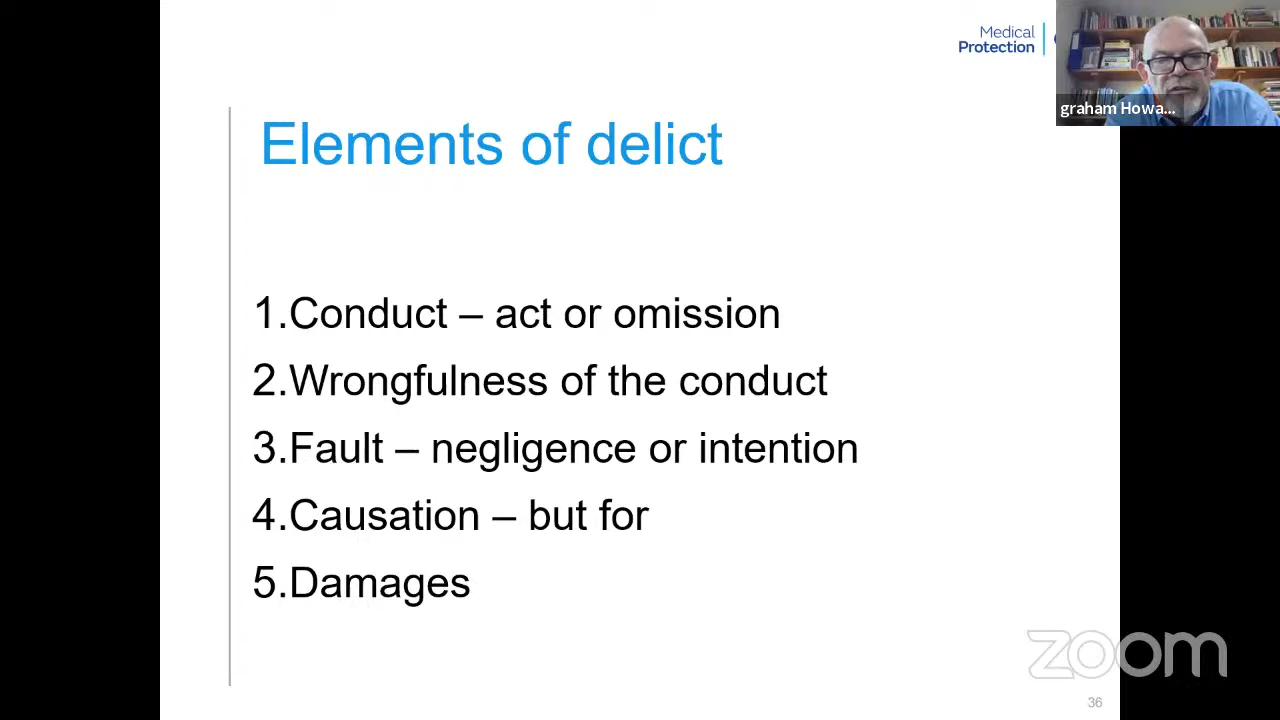 Medical
Protection
graham Howa...
Elements of delict
1.Conduct – act or omission
2.Wrongfulness of the conduct
3.Fault – negligence or intention
4.Causation – but for
5.Damages
zoom
36